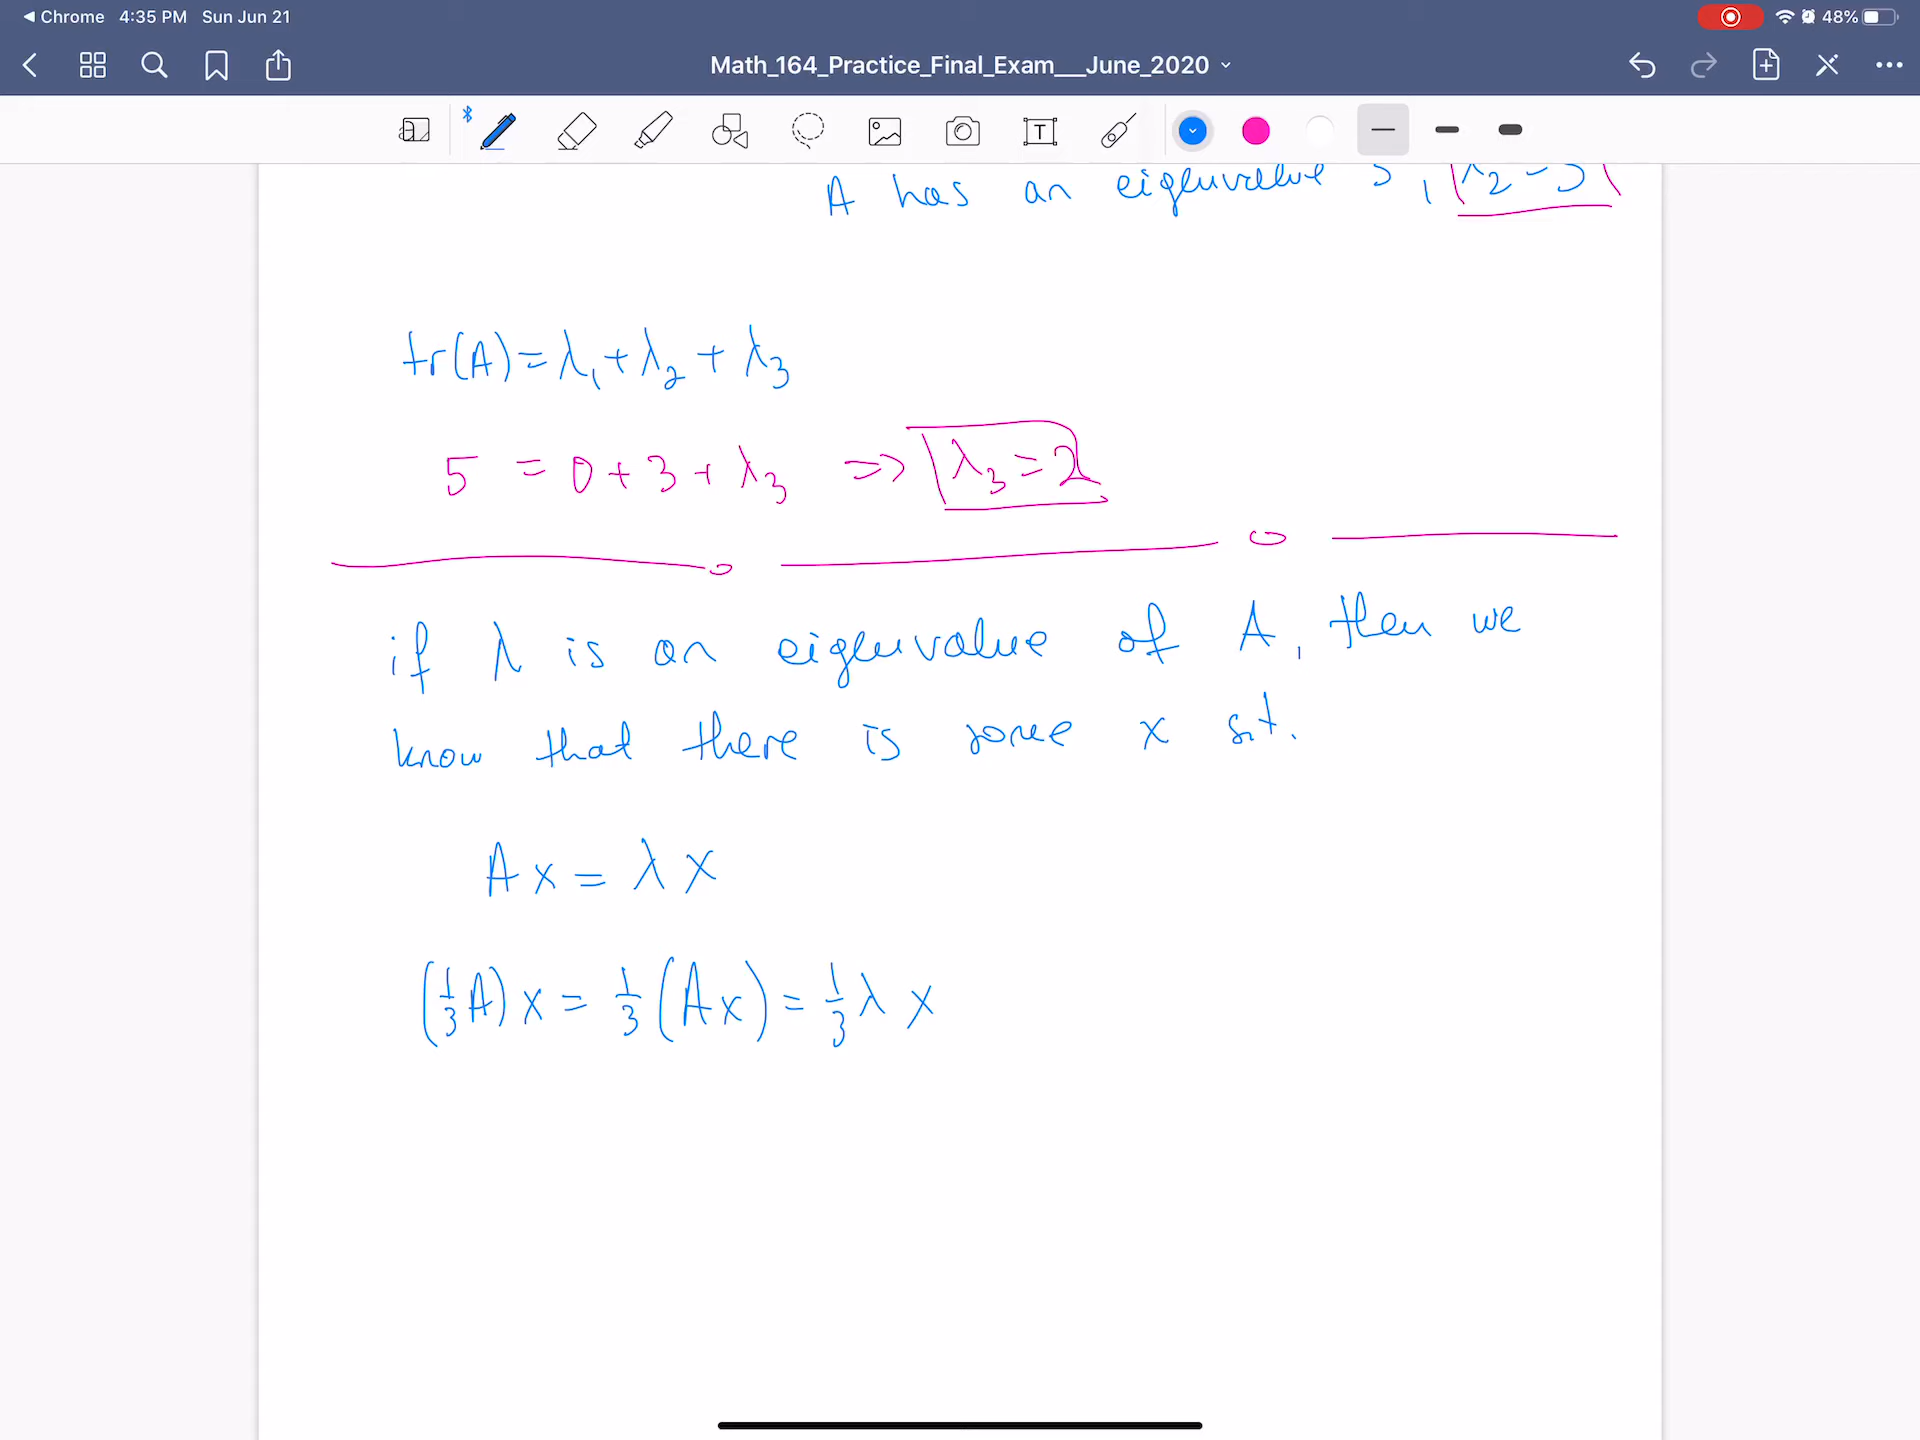 Chrome 4:35 PM Sun Jun 21 48%
Math_164_Practice_Final_Exam___June_2020
A has an eigenvalue 3, λ₂ = 3
tr(A) = λ₁ + λ₂ + λ₃
5 = 0 + 3 + λ₃ => λ₃ = 2
if λ is an eigenvalue of A, then we
know that there is some x s.t.
Ax = λx
(1/3 A) x = 1/3 (Ax) = 1/3 λ x